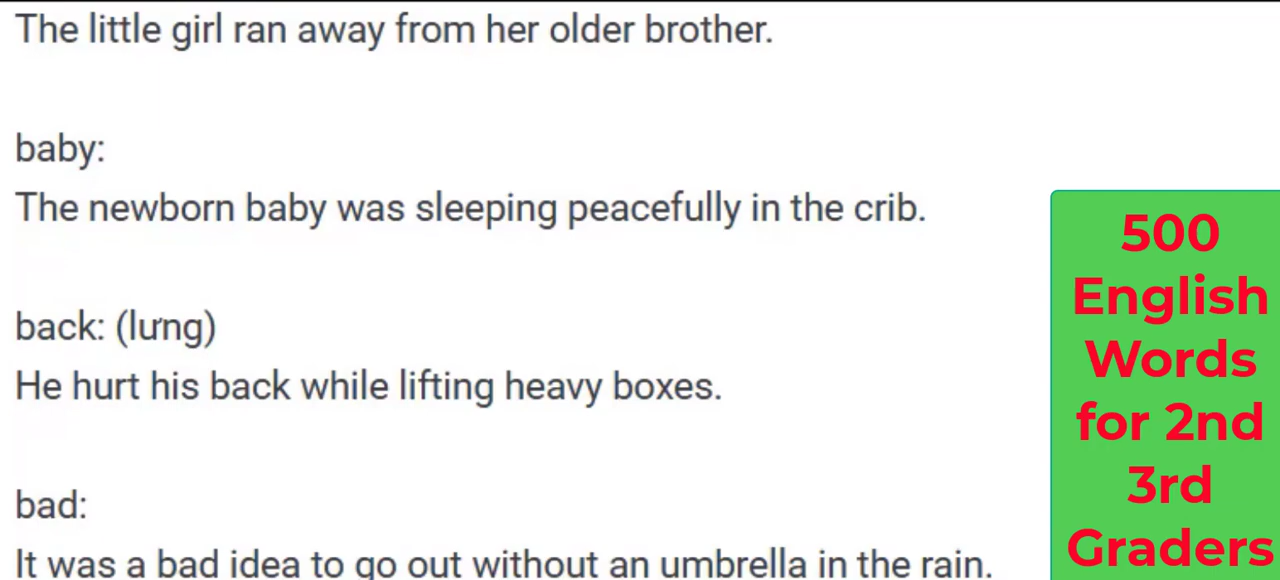 The little girl ran away from her older brother.
baby:
The newborn baby was sleeping peacefully in the crib.
back: (lưng)
He hurt his back while lifting heavy boxes.
bad:
It was a bad idea to go out without an umbrella in the rain.
500
English
Words
for 2nd
3rd
Graders